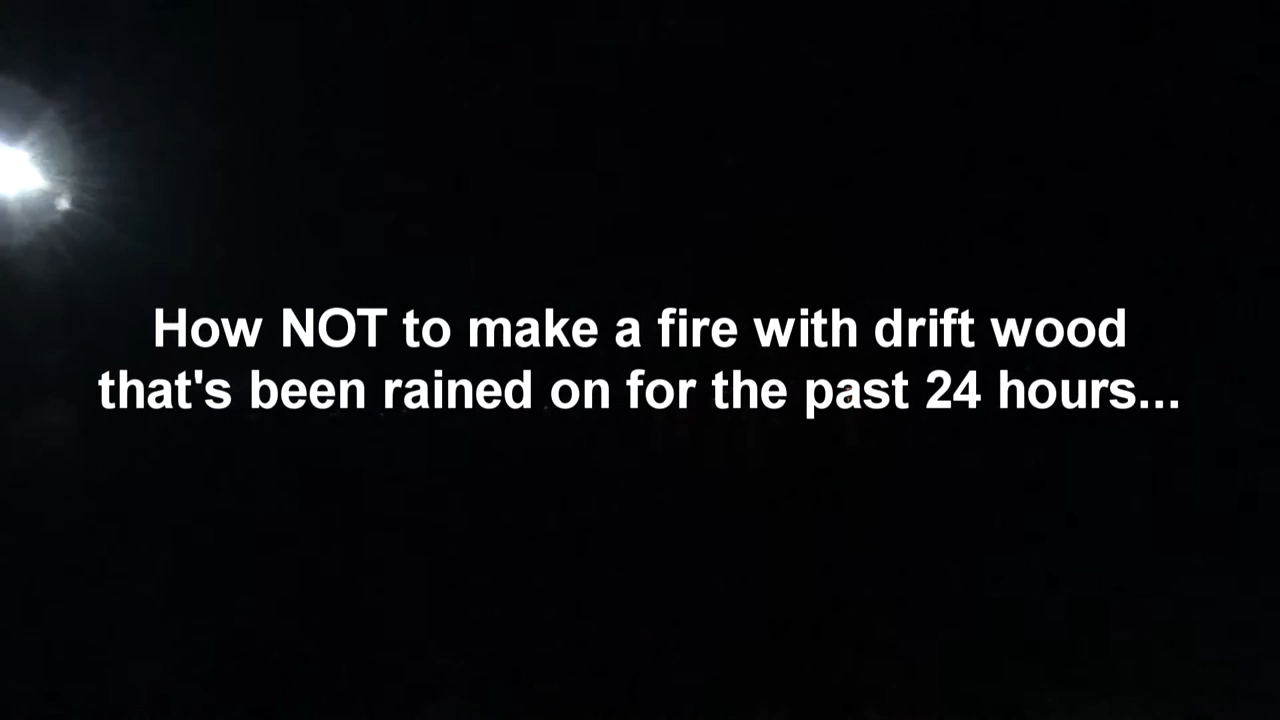 How NOT to make a fire with drift wood
that's been rained on for the past 24 hours...